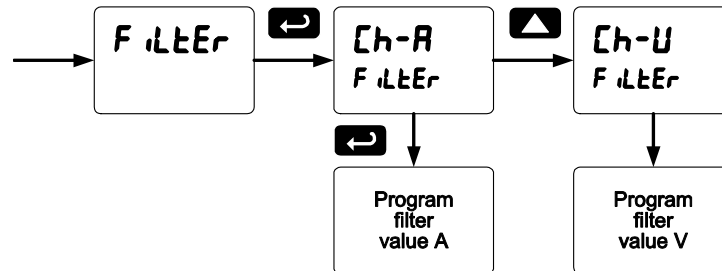 FiLtEr
Ch-A
FiLtEr
Ch-V
FiLtEr
Program
filter
value A
Program
filter
value V